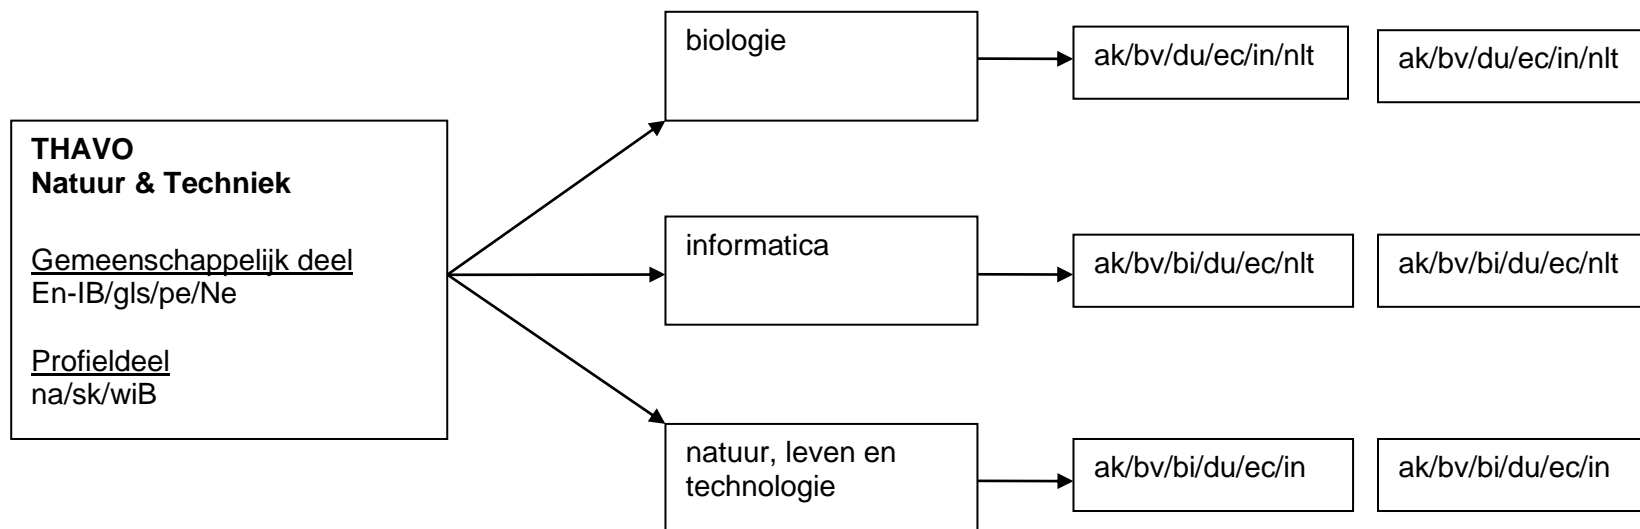 THAVO
Natuur & Techniek
Gemeenschappelijk deel
En-IB/gls/pe/Ne
Profieldeel
na/sk/wiB
biologie
ak/bv/du/ec/in/nlt
ak/bv/du/ec/in/nlt
informatica
ak/bv/bi/du/ec/nlt
ak/bv/bi/du/ec/nlt
natuur, leven en
technologie
ak/bv/bi/du/ec/in
ak/bv/bi/du/ec/in